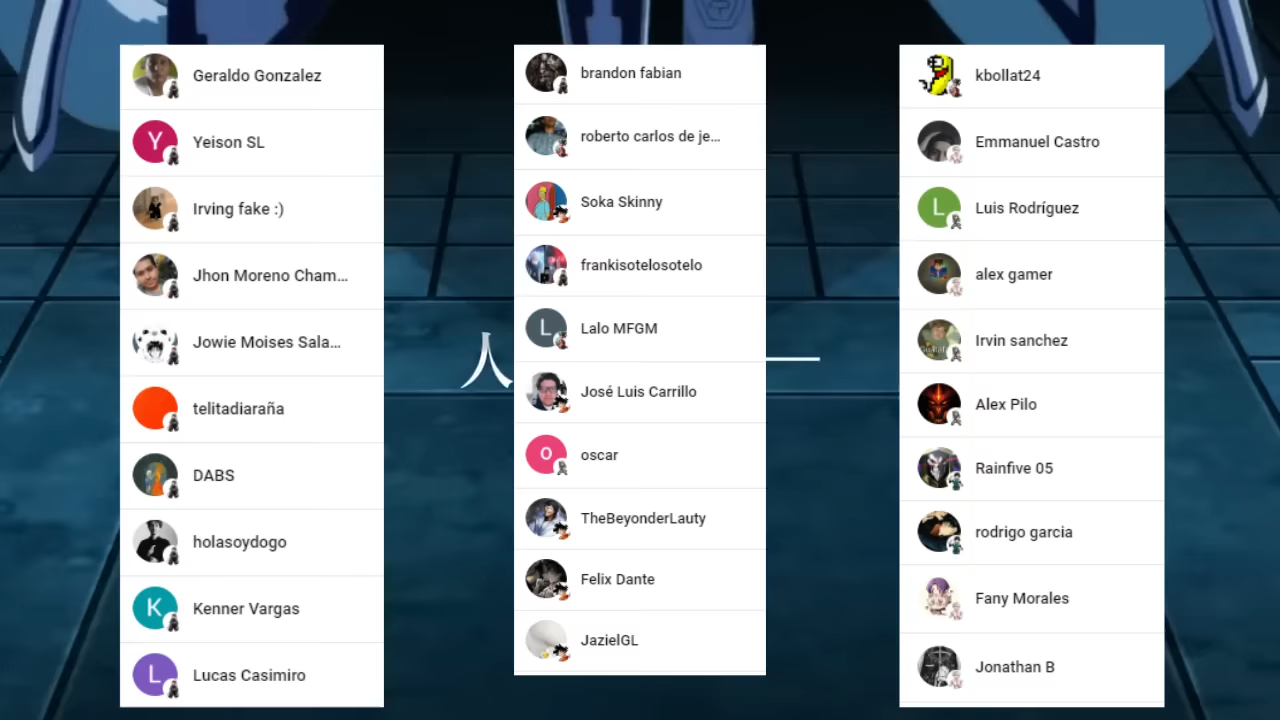 Geraldo Gonzalez
Y
Yeison SL
Irving fake :)
Jhon Moreno Cham...
Jowie Moises Sala...
telitadiaraña
DABS
holasoydogo
K
Kenner Vargas
L
Lucas Casimiro
brandon fabian
roberto carlos de je...
Soka Skinny
frankisotelosotelo
L
Lalo MFGM
José Luis Carrillo
o
oscar
TheBeyonderLauty
Felix Dante
JazielGL
人
kbollat24
Emmanuel Castro
L
Luis Rodríguez
alex gamer
Irvin sanchez
Alex Pilo
Rainfive 05
rodrigo garcia
Fany Morales
Jonathan B